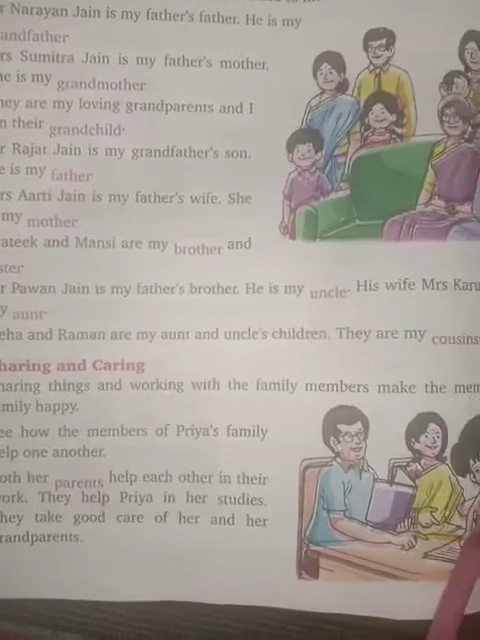 r Narayan Jain is my father's father. He is my
andfather
rs Sumitra Jain is my father's mother.
e is my grandmother
ey are my loving grandparents and I
n their grandchild.
r Rajat Jain is my grandfather's son.
e is my father
rs Aarti Jain is my father's wife. She
my mother
ateek and Mansi are my brother and
ster
r Pawan Jain is my father's brother. He is my uncle. His wife Mrs Karu
y aunt.
eha and Raman are my aunt and uncle's children. They are my cousins
haring and Caring
haring things and working with the family members make the mem
mily happy.
ee how the members of Priya's family
elp one another.
oth her parents help each other in their
ork. They help Priya in her studies.
hey take good care of her and her
randparents.